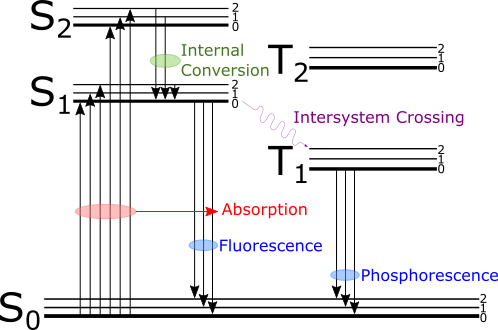 S2
2
1
0
Internal
Conversion
T2
2
1
0
S1
2
1
0
Intersystem Crossing
T1
2
1
0
Absorption
Fluorescence
Phosphorescence
S0
2
1
0